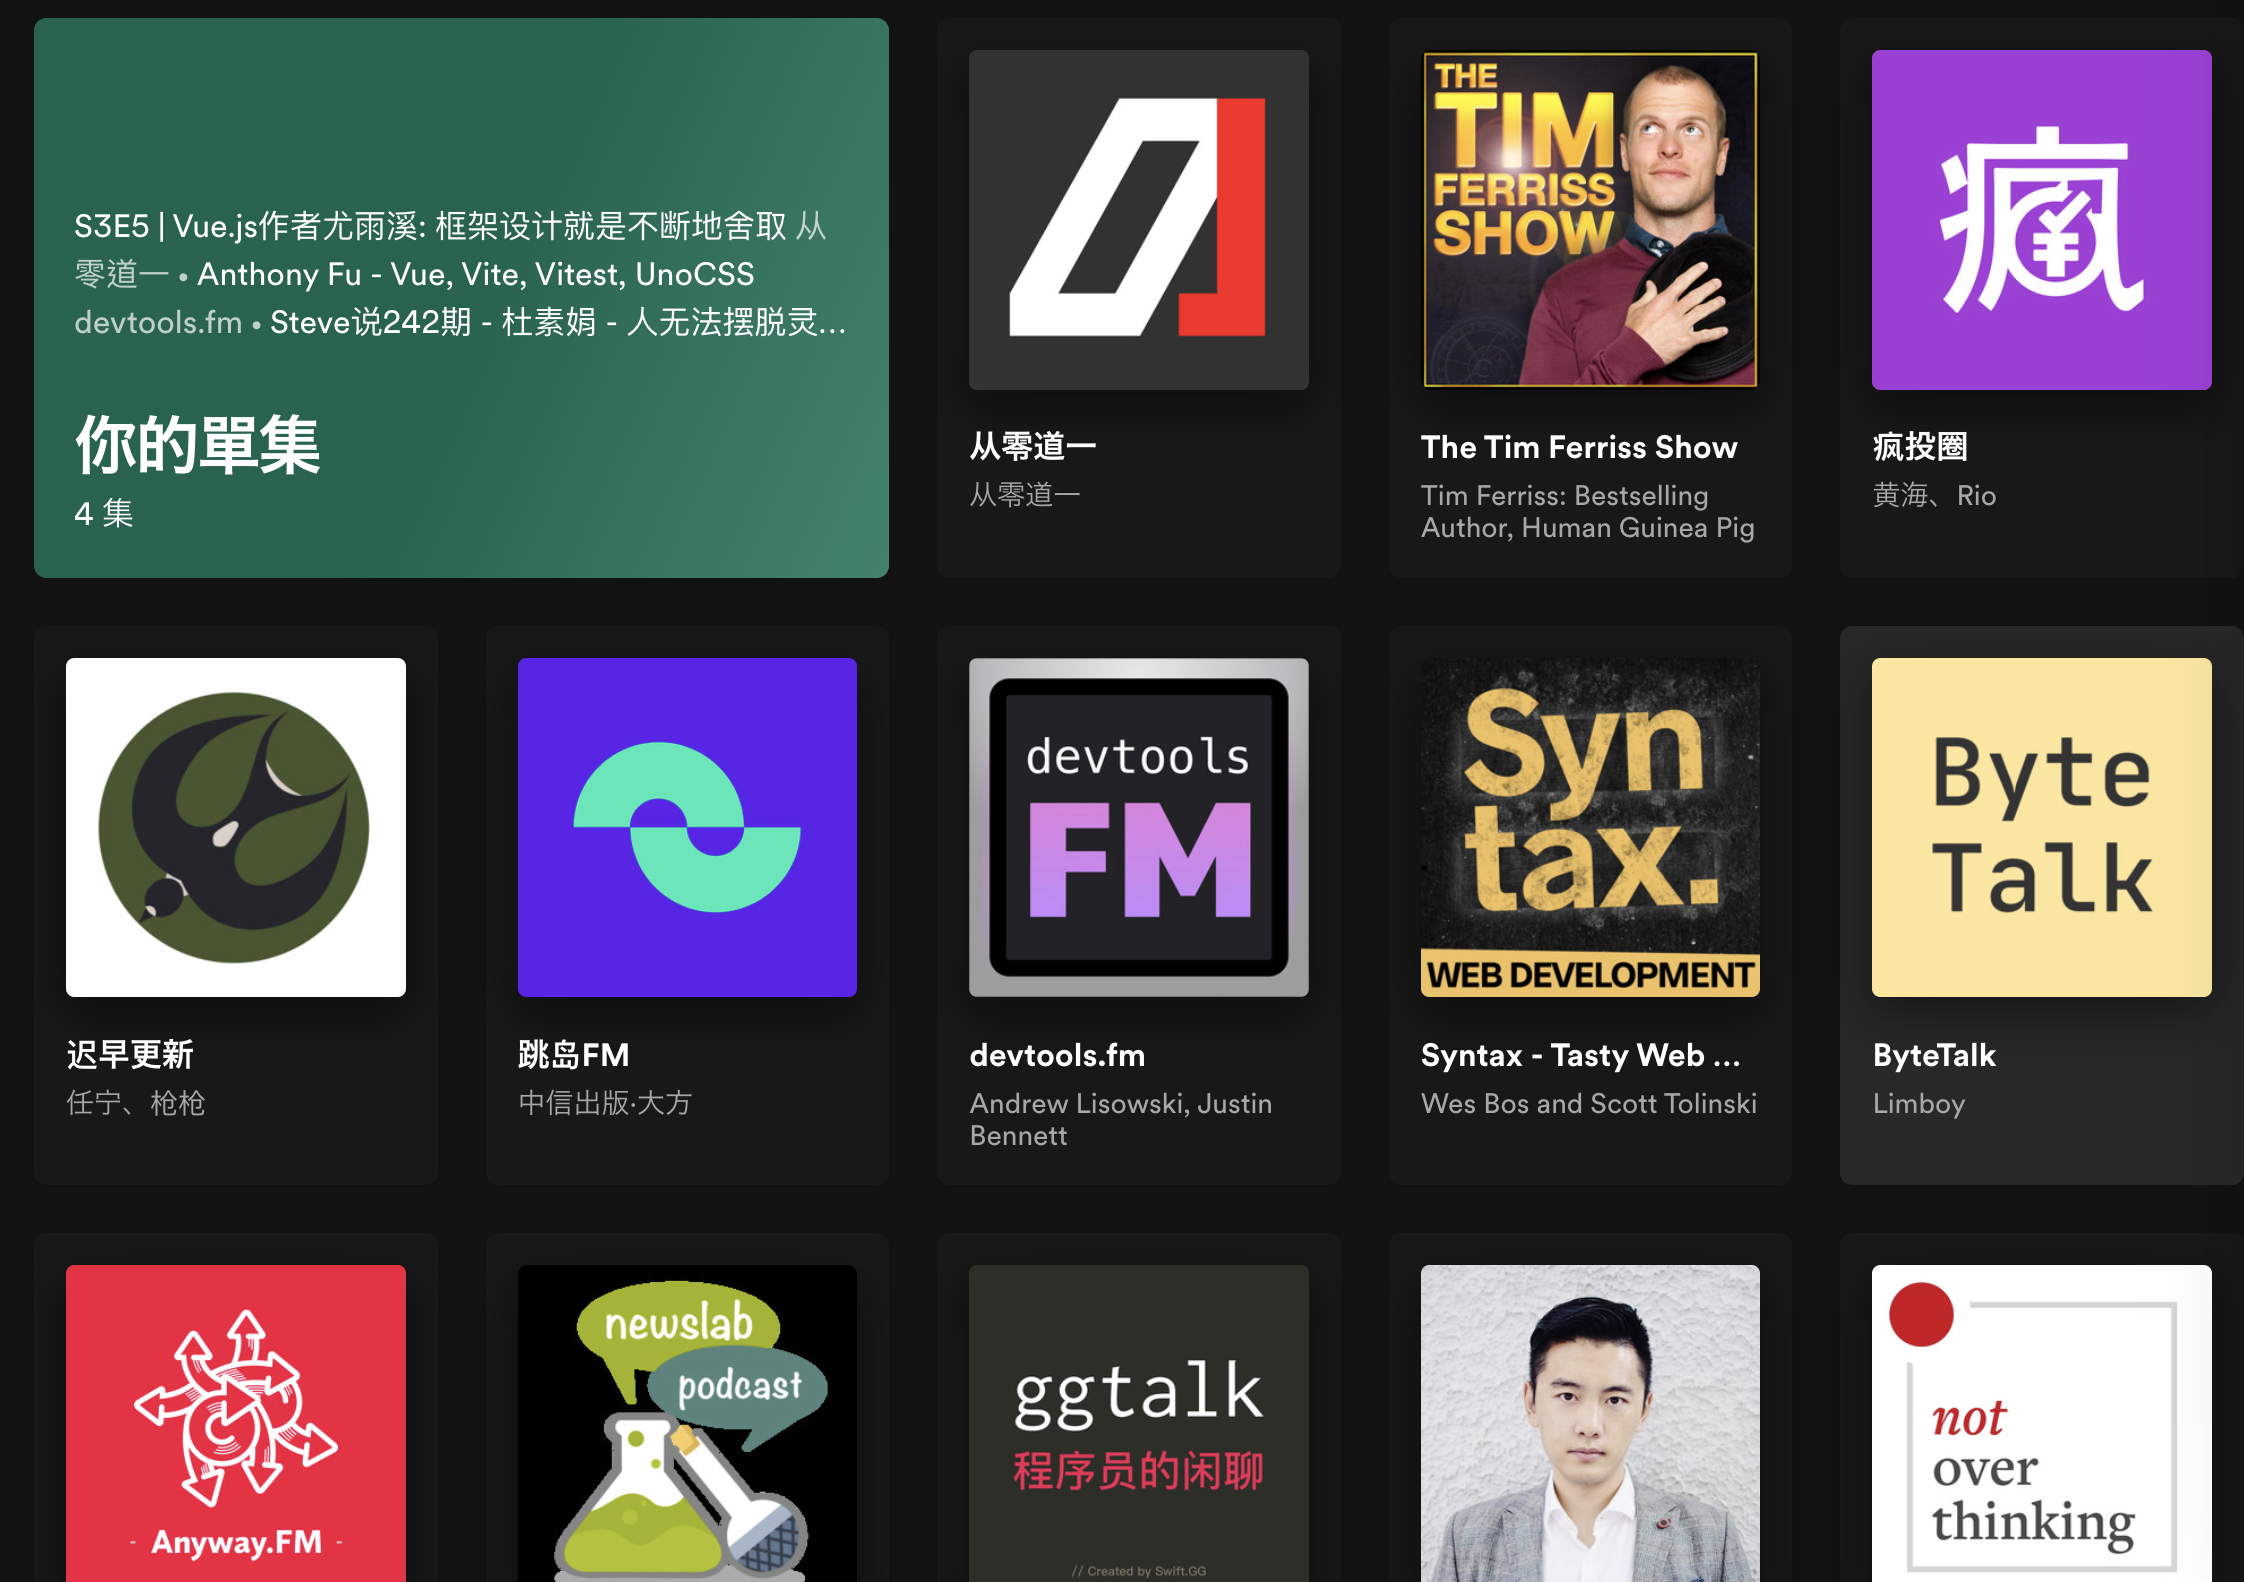 S3E5 | Vue.js作者尤雨溪: 框架设计就是不断地舍取 从
零道一 • Anthony Fu - Vue, Vite, Vitest, UnoCSS
devtools.fm • Steve说242期 - 杜素娟 - 人无法摆脱灵...
你的單集
4 集
从零道一
从零道一
THE
TIM
FERRISS
SHOW
The Tim Ferriss Show
Tim Ferriss: Bestselling
Author, Human Guinea Pig
疯投圈
黄海、Rio
迟早更新
任宁、枪枪
跳岛FM
中信出版·大方
devtools
FM
devtools.fm
Andrew Lisowski, Justin
Bennett
Syn
tax.
WEB DEVELOPMENT
Syntax - Tasty Web ...
Wes Bos and Scott Tolinski
Byte
Talk
ByteTalk
Limboy
- Anyway.FM -
newslab
podcast
ggtalk
程序员的闲聊
// Created by Swift.GG
not
over
thinking